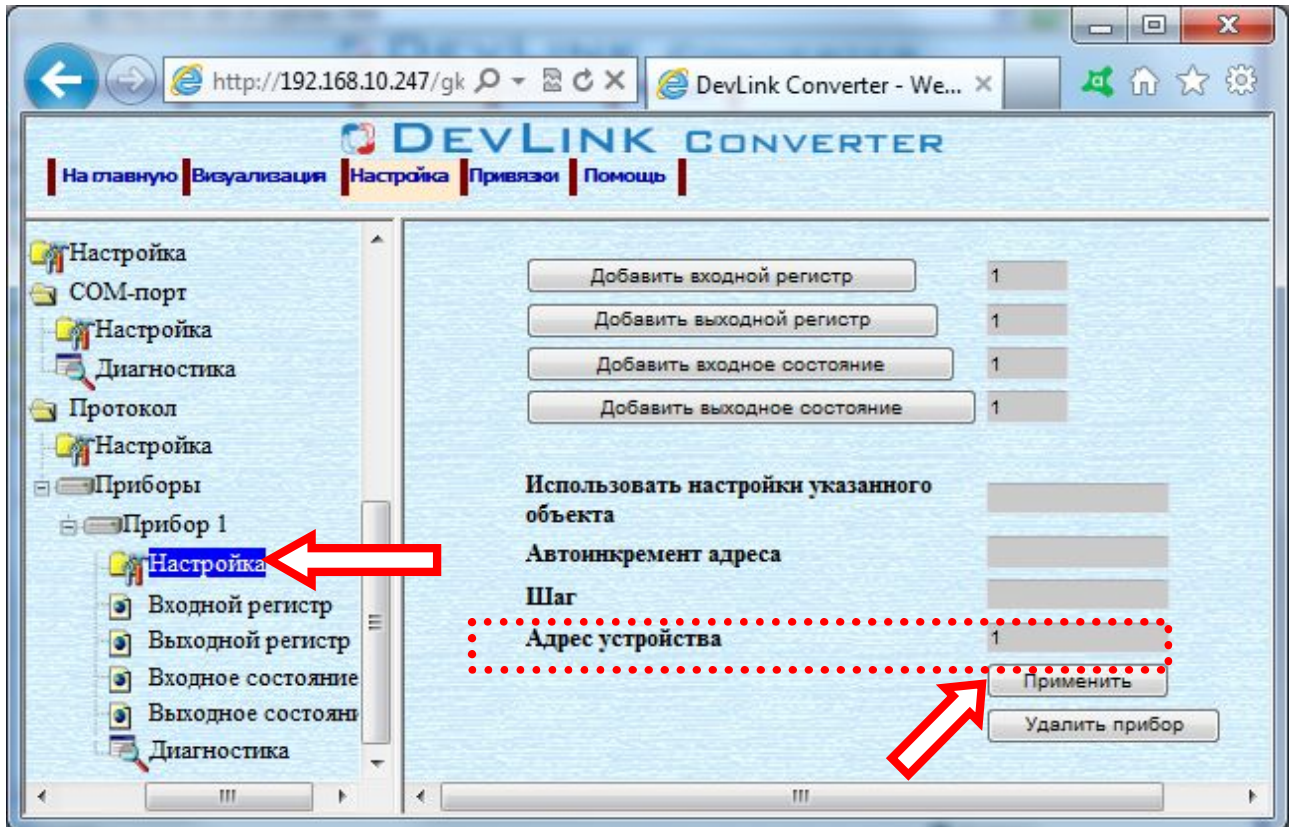 http://192.168.10.247/gk
DevLink Converter - We...
DEVLINK CONVERTER
На главную Визуализация Настройка Привязки Помощь
Настройка
COM-порт
Настройка
Диагностика
Протокол
Настройка
Приборы
Прибор 1
Настройка
Входной регистр
Выходной регистр
Входное состояние
Выходное состояни
Диагностика
Добавить входной регистр 1
Добавить выходной регистр 1
Добавить входное состояние 1
Добавить выходное состояние 1
Использовать настройки указанного
объекта
Автоинкремент адреса
Шаг
Адрес устройства 1
Применить
Удалить прибор